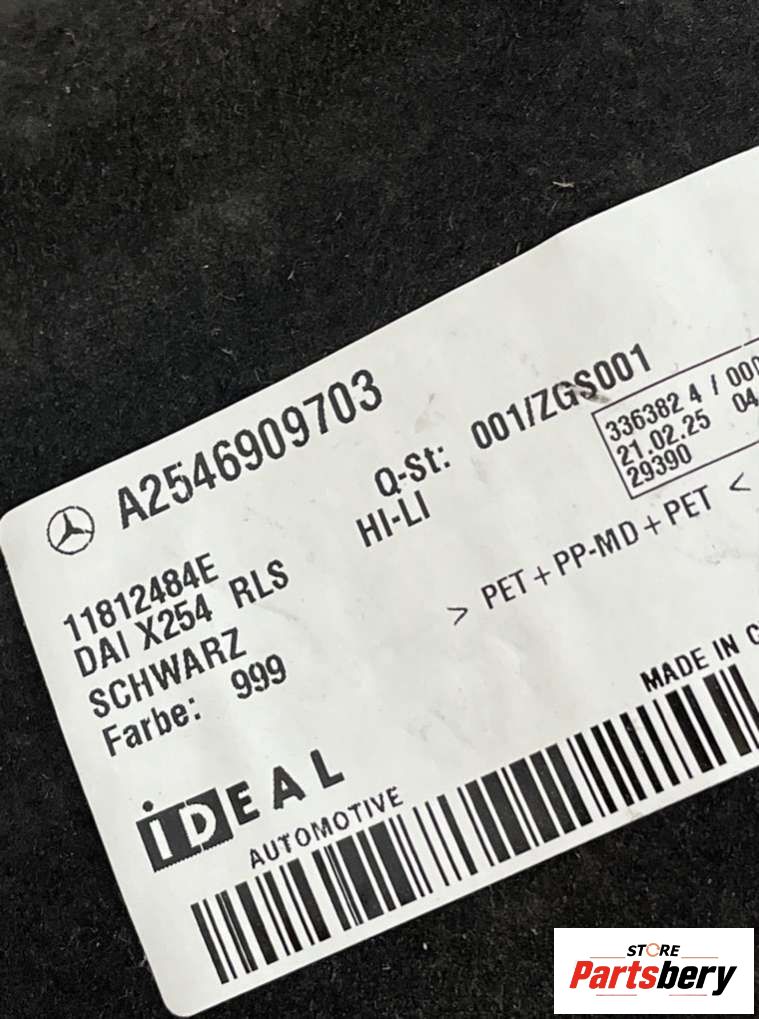 A2546909703
Q-St: 001/ZGS001
336382 4 / 000
21.02.25 04
29390
11812484E
HI-LI
DAI X254 RLS
> PET + PP-MD + PET <
SCHWARZ
Farbe: 999
MADE IN
iDEAL
AUTOMOTIVE
STORE
Partsbery